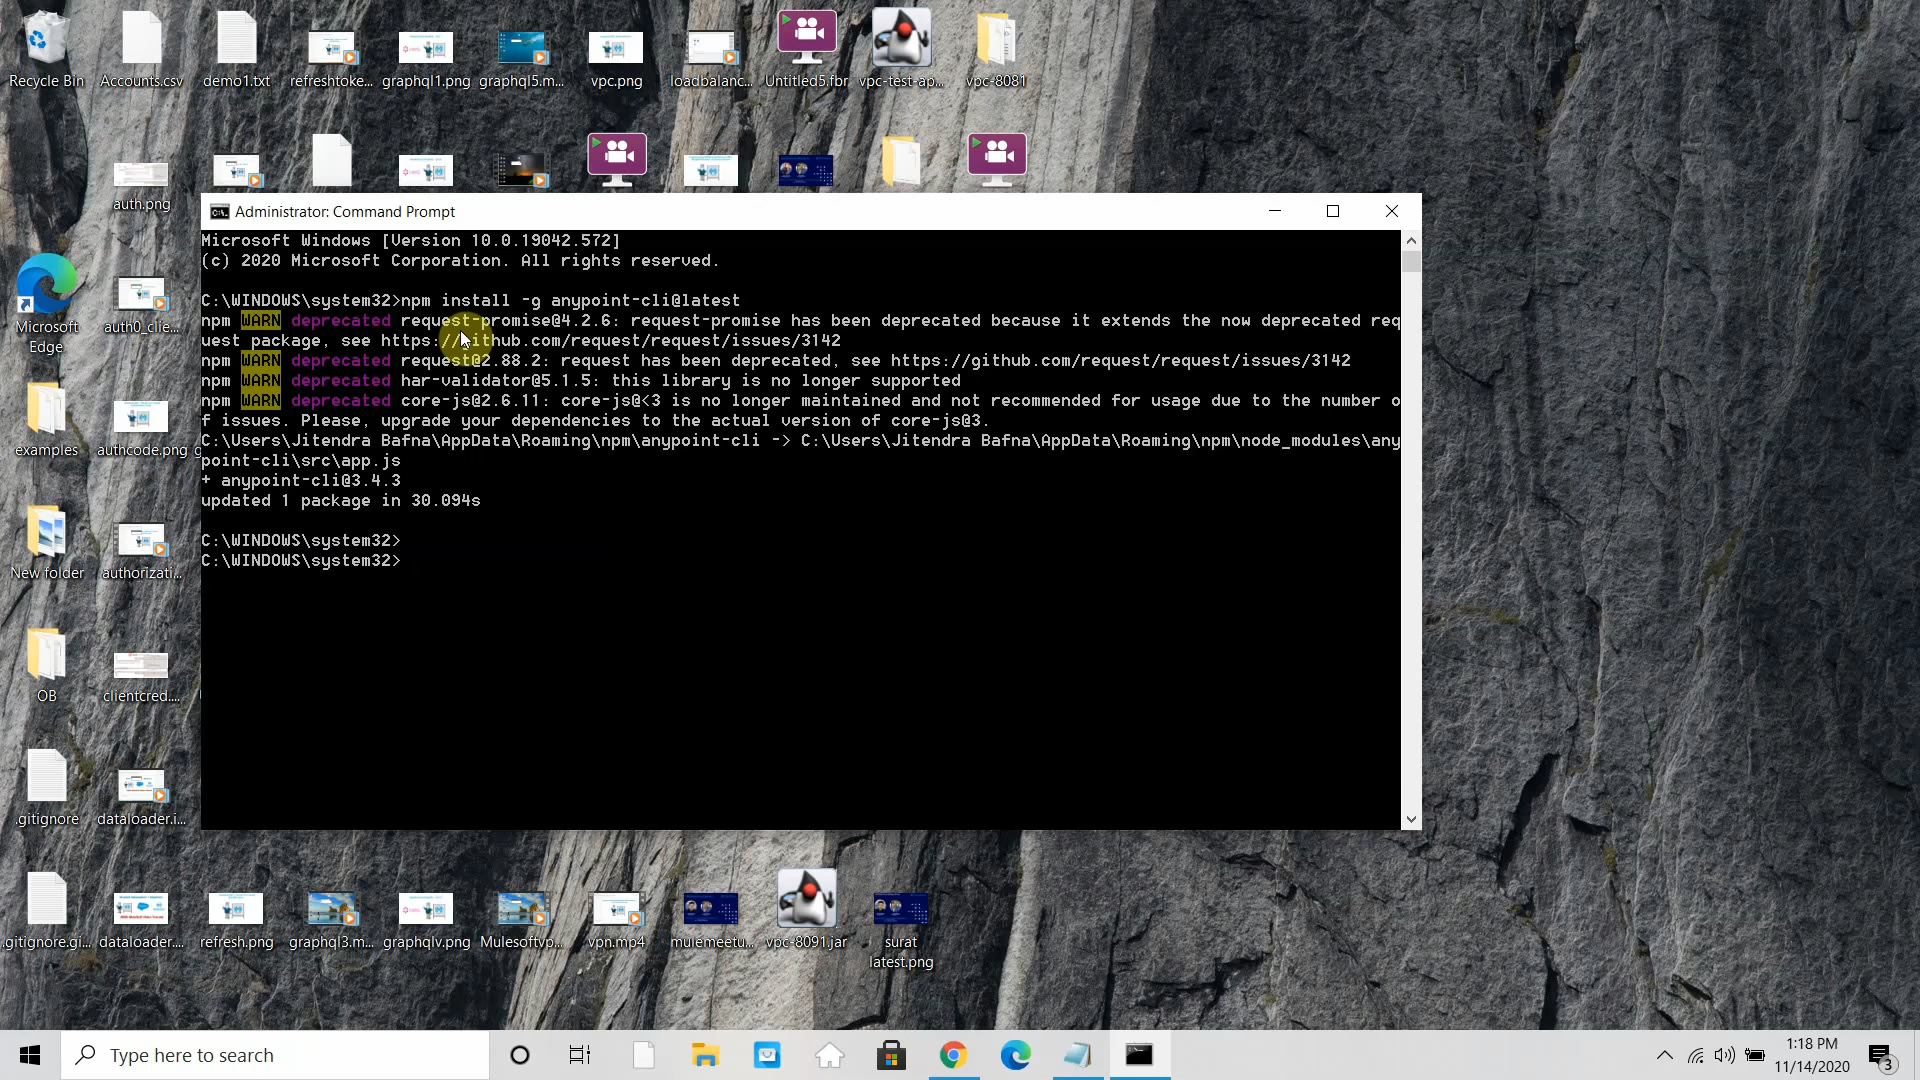 Recycle Bin
Accounts.csv
demo1.txt
refreshtoke...
graphql1.png
graphql5.m...
vpc.png
loadbalanc...
Untitled5.fbr
vpc-test-ap...
vpc-8081
auth.png
Microsoft
Edge
auth0_clie...
examples
authcode.png
New folder
authorizati...
OB
clientcred....
.gitignore
dataloader.i...
.gitignore.gi...
dataloader....
refresh.png
graphql3.m...
graphqlv.png
Mulesoftvp...
vpn.mp4
mulemeetu...
vpc-8091.jar
surat
latest.png
Administrator: Command Prompt
Microsoft Windows [Version 10.0.19042.572]
(c) 2020 Microsoft Corporation. All rights reserved.
C:\WINDOWS\system32>npm install -g anypoint-cli@latest
npm WARN deprecated request-promise@4.2.6: request-promise has been deprecated because it extends the now deprecated req
uest package, see https://github.com/request/request/issues/3142
npm WARN deprecated request@2.88.2: request has been deprecated, see https://github.com/request/request/issues/3142
npm WARN deprecated har-validator@5.1.5: this library is no longer supported
npm WARN deprecated core-js@2.6.11: core-js@<3 is no longer maintained and not recommended for usage due to the number o
f issues. Please, upgrade your dependencies to the actual version of core-js@3.
C:\Users\Jitendra Bafna\AppData\Roaming\npm\anypoint-cli -> C:\Users\Jitendra Bafna\AppData\Roaming\npm\node_modules\any
point-cli\src\app.js
+ anypoint-cli@3.4.3
updated 1 package in 30.094s
C:\WINDOWS\system32>
C:\WINDOWS\system32>
Type here to search
1:18 PM
11/14/2020
3